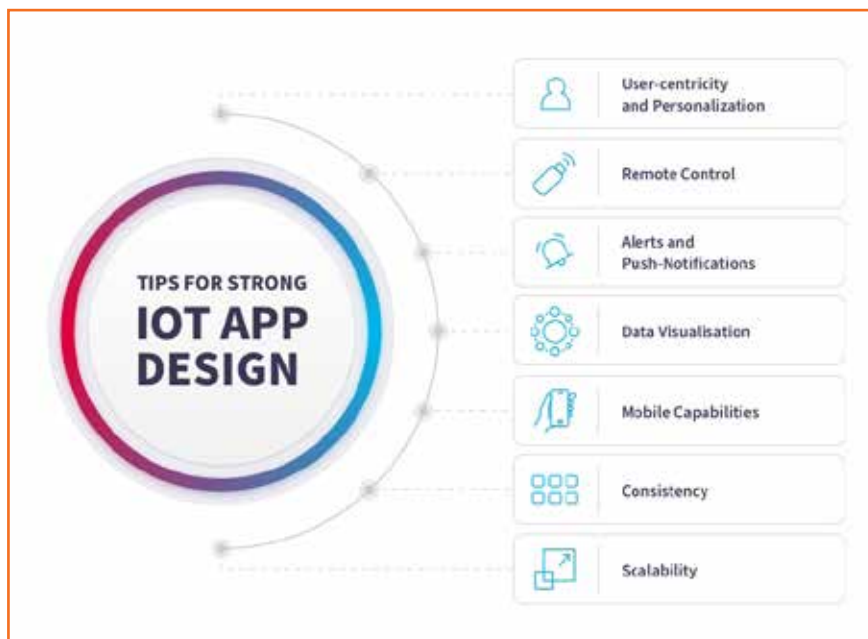 TIPS FOR STRONG
IOT APP
DESIGN
User-centricity
and Personalization
Remote Control
Alerts and
Push-Notifications
Data Visualisation
Mobile Capabilities
Consistency
Scalability